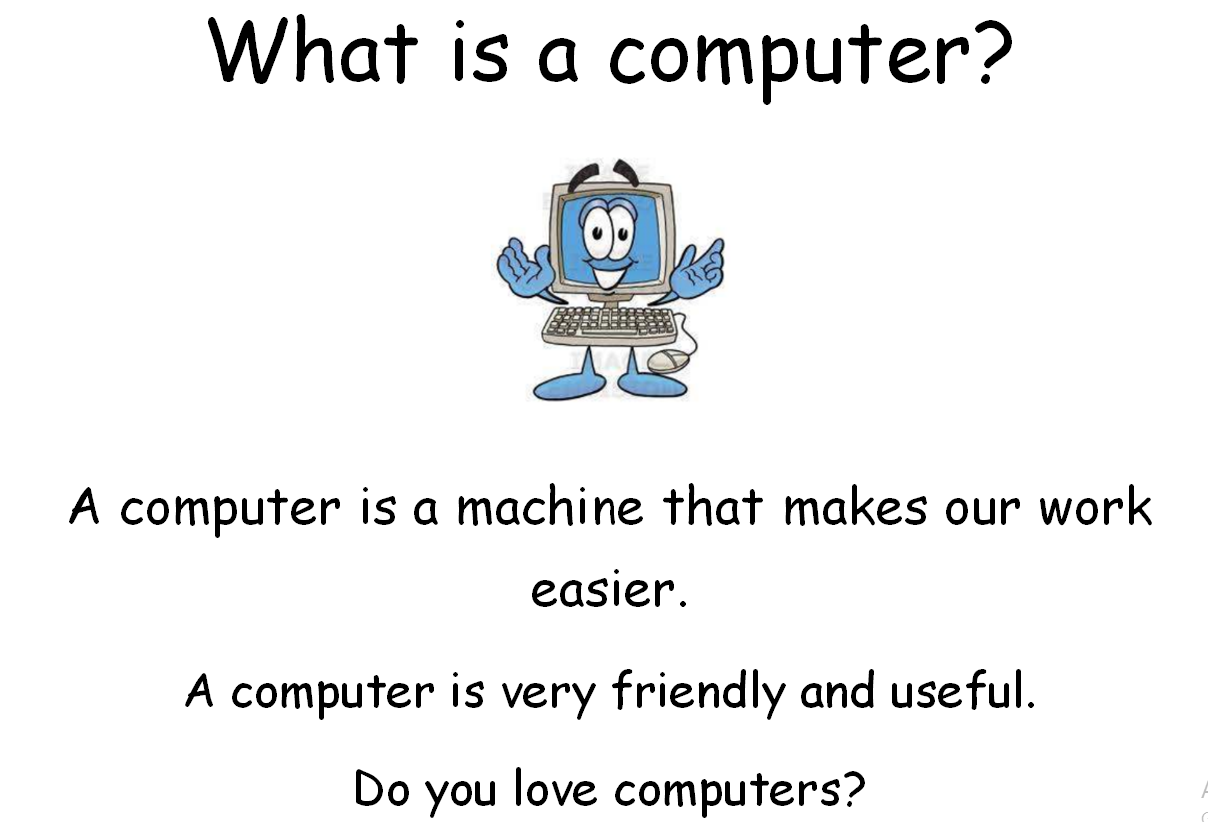 What is a computer?
A computer is a machine that makes our work
easier.
A computer is very friendly and useful.
Do you love computers?